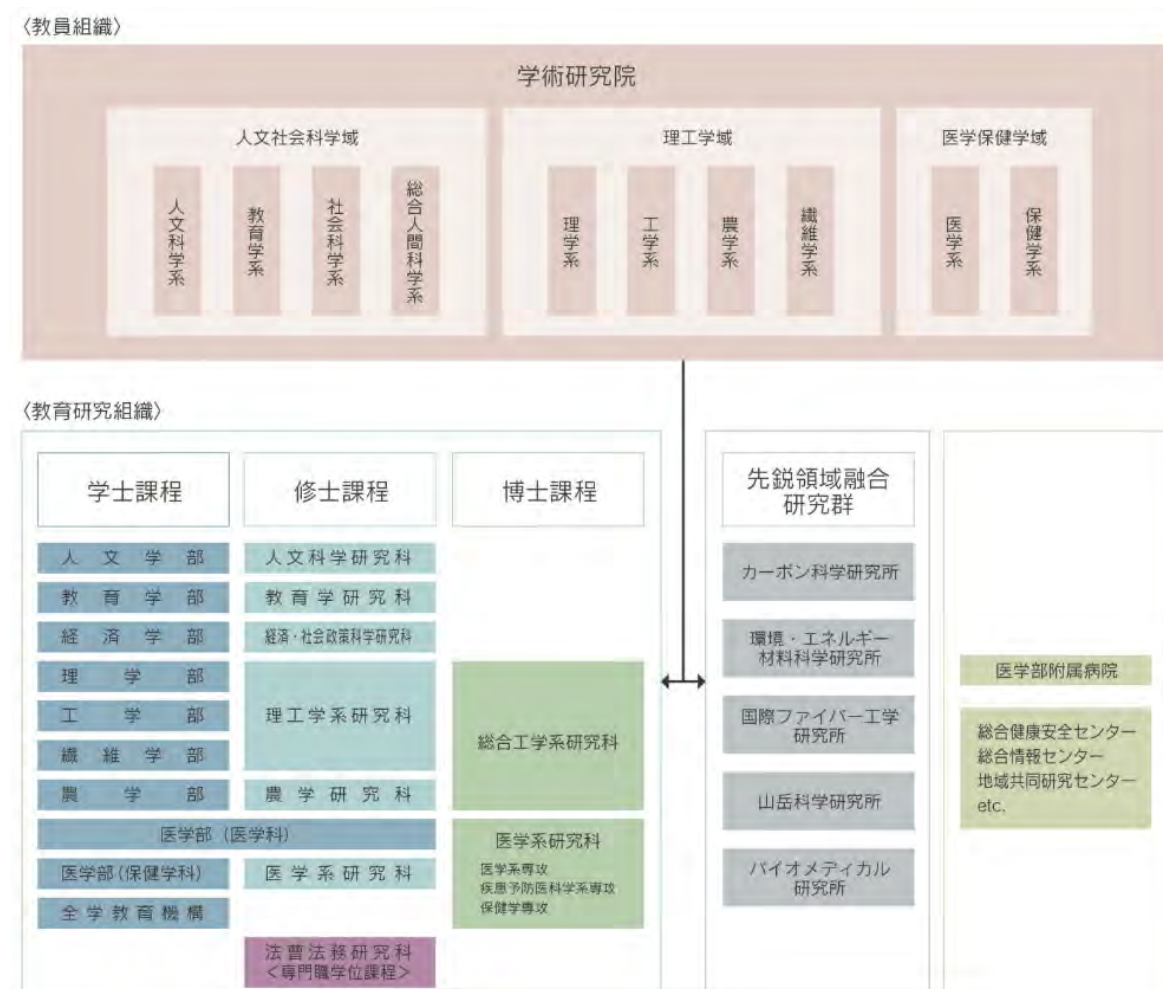 〈教員組織〉
学術研究院
人文社会科学域
人文科学系
教育学系
社会科学系
総合人間科学系
理工学域
理学系
工学系
農学系
繊維学系
医学保健学域
医学系
保健学系
〈教育研究組織〉
学士課程
人文学部
教育学部
経済学部
理学部
工学部
繊維学部
農学部
医学部（医学科）
医学部（保健学科）
全学教育機構
修士課程
人文科学研究科
教育学研究科
経済・社会政策科学研究科
理工学系研究科
農学研究科
医学系研究科
法曹法務研究科
＜専門職学位課程＞
博士課程
総合工学系研究科
医学系研究科
医学系専攻
疾患予防医科学系専攻
保健学専攻
先鋭領域融合
研究群
カーボン科学研究所
環境・エネルギー
材料科学研究所
国際ファイバー工学
研究所
山岳科学研究所
バイオメディカル
研究所
医学部附属病院
総合健康安全センター
総合情報センター
地域共同研究センター
etc.